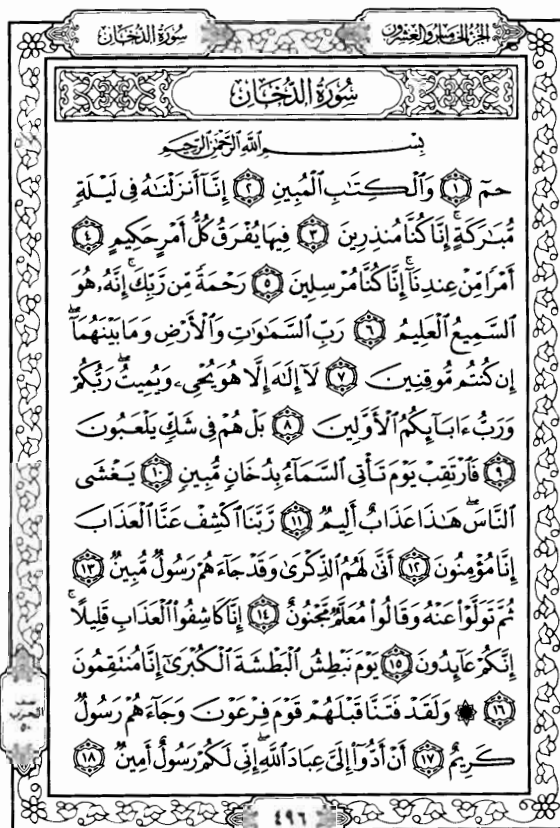 سُورَةُ الدُّخَان
الجُزْءُ الخَامِسُ وَالعِشْرُون
سُورَةُ الدُّخَانِ
بِسْمِ اللَّهِ الرَّحْمَٰنِ الرَّحِيمِ
حمٓ ١ وَالْكِتَابِ الْمُبِينِ ٢ إِنَّا أَنزَلْنَٰهُ فِي لَيْلَةٍ
مُّبَٰرَكَةٍ ۚ إِنَّا كُنَّا مُنذِرِينَ ٣ فِيهَا يُفْرَقُ كُلُّ أَمْرٍ حَكِيمٍ ٤
أَمْرًا مِّنْ عِندِنَا ۚ إِنَّا كُنَّا مُرْسِلِينَ ٥ رَحْمَةً مِّن رَّبِّكَ ۚ إِنَّهُۥ هُوَ
السَّمِيعُ الْعَلِيمُ ٦ رَبِّ السَّمَٰوَٰتِ وَالْأَرْضِ وَمَا بَيْنَهُمَا ۖ
إِن كُنتُم مُّوقِنِينَ ٧ لَآ إِلَٰهَ إِلَّا هُوَ يُحْيِۦ وَيُمِيتُ ۖ رَبُّكُمْ
وَرَبُّ ءَابَآئِكُمُ الْأَوَّلِينَ ٨ بَلْ هُمْ فِي شَكٍّ يَلْعَبُونَ
٩ فَارْتَقِبْ يَوْمَ تَأْتِي السَّمَآءُ بِدُخَانٍ مُّبِينٍ ١٠ يَغْشَى
النَّاسَ ۖ هَٰذَا عَذَابٌ أَلِيمٌ ١١ رَّبَّنَا اكْشِفْ عَنَّا الْعَذَابَ
إِنَّا مُؤْمِنُونَ ١٢ أَنَّىٰ لَهُمُ الذِّكْرَىٰ وَقَدْ جَآءَهُمْ رَسُولٌ مُّبِينٌ ١٣
ثُمَّ تَوَلَّوْا عَنْهُ وَقَالُوا مُعَلَّمٌ مَّجْنُونٌ ١٤ إِنَّا كَاشِفُوا الْعَذَابِ قَلِيلًا ۚ
إِنَّكُمْ عَآئِدُونَ ١٥ يَوْمَ نَبْطِشُ الْبَطْشَةَ الْكُبْرَىٰٓ إِنَّا مُنتَقِمُونَ
١٦ ۞ وَلَقَدْ فَتَنَّا قَبْلَهُمْ قَوْمَ فِرْعَوْنَ وَجَآءَهُمْ رَسُولٌ
كَرِيمٌ ١٧ أَنْ أَدُّوٓا إِلَيَّ عِبَادَ اللَّهِ ۖ إِنِّي لَكُمْ رَسُولٌ أَمِينٌ ١٨
نصف
الحزب
٥٠
٤٩٦